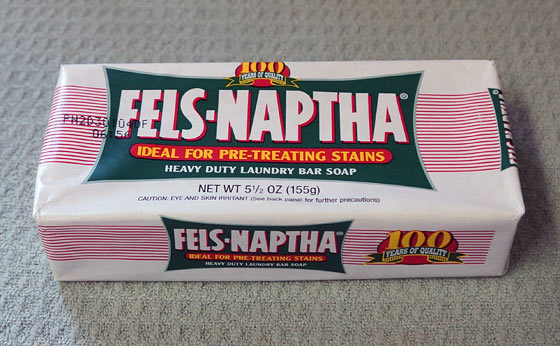 100
YEARS OF QUALITY
FELS-NAPTHA®
IDEAL FOR PRE-TREATING STAINS
HEAVY DUTY LAUNDRY BAR SOAP
NET WT 5½ OZ (155g)
CAUTION: EYE AND SKIN IRRITANT (See back panel for further precautions)
FELS-NAPTHA®
IDEAL FOR PRE-TREATING STAINS
HEAVY DUTY LAUNDRY BAR SOAP
100
YEARS OF QUALITY